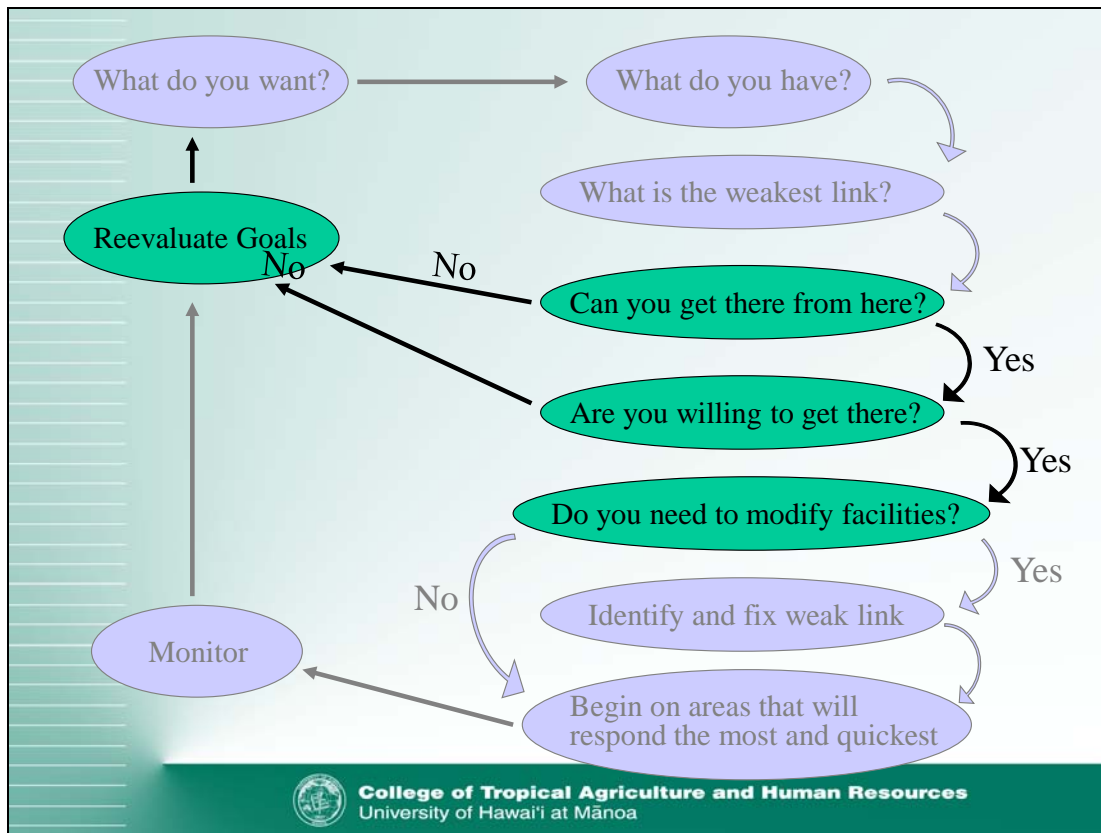 What do you want?
What do you have?
What is the weakest link?
Reevaluate Goals
No
No
Can you get there from here?
Yes
Are you willing to get there?
Yes
Do you need to modify facilities?
No
Yes
Identify and fix weak link
Monitor
Begin on areas that will
respond the most and quickest
College of Tropical Agriculture and Human Resources
University of Hawai‘i at Mānoa